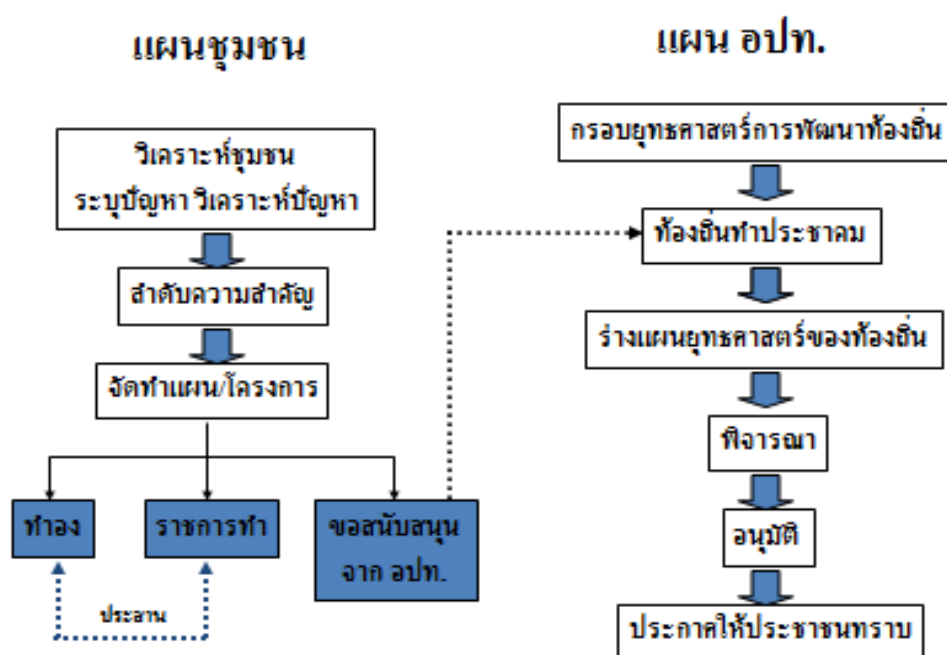 แผนชุมชน
วิเคราะห์ชุมชน
ระบุปัญหา วิเคราะห์ปัญหา
ลำดับความสำคัญ
จัดทำแผน/โครงการ
ทำอง
ราชการทำ
ขอสนับสนุน
จาก อปท.
ประลาน
แผน อปท.
กรอบยุทธศาสตร์การพัฒนาท้องถิ่น
ท้องถิ่นทำประชาคม
ร่างแผนยุทธศาสตร์ของท้องถิ่น
พิจารณา
อนุมัติ
ประกาศให้ประชาชนทราบ